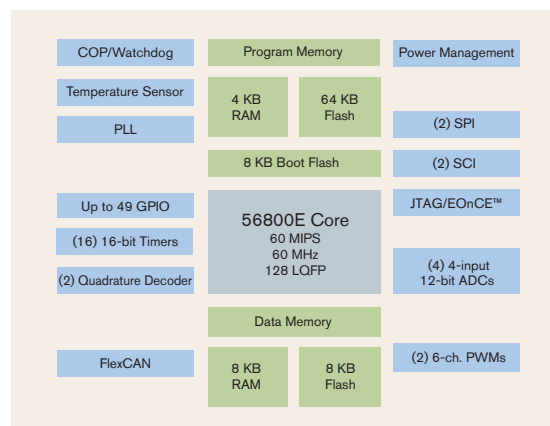 COP/Watchdog
Program Memory
Power Management
Temperature Sensor
4 KB
RAM
64 KB
Flash
PLL
(2) SPI
8 KB Boot Flash
(2) SCI
Up to 49 GPIO
56800E Core
60 MIPS
60 MHz
128 LQFP
JTAG/EOnCE™
(16) 16-bit Timers
(2) Quadrature Decoder
(4) 4-input
12-bit ADCs
Data Memory
FlexCAN
8 KB
RAM
8 KB
Flash
(2) 6-ch. PWMs